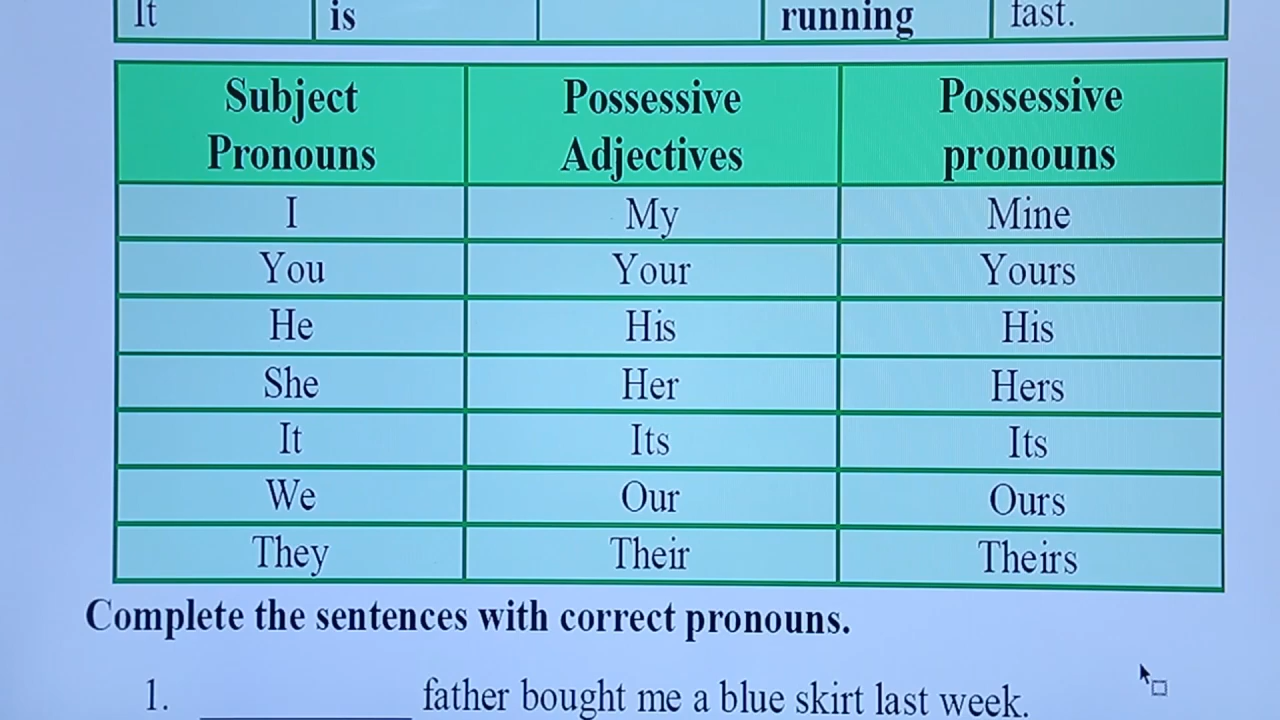 It is running fast.
Subject Pronouns Possessive Adjectives Possessive pronouns
I My Mine
You Your Yours
He His His
She Her Hers
It Its Its
We Our Ours
They Their Theirs
Complete the sentences with correct pronouns.
1. ____________ father bought me a blue skirt last week.